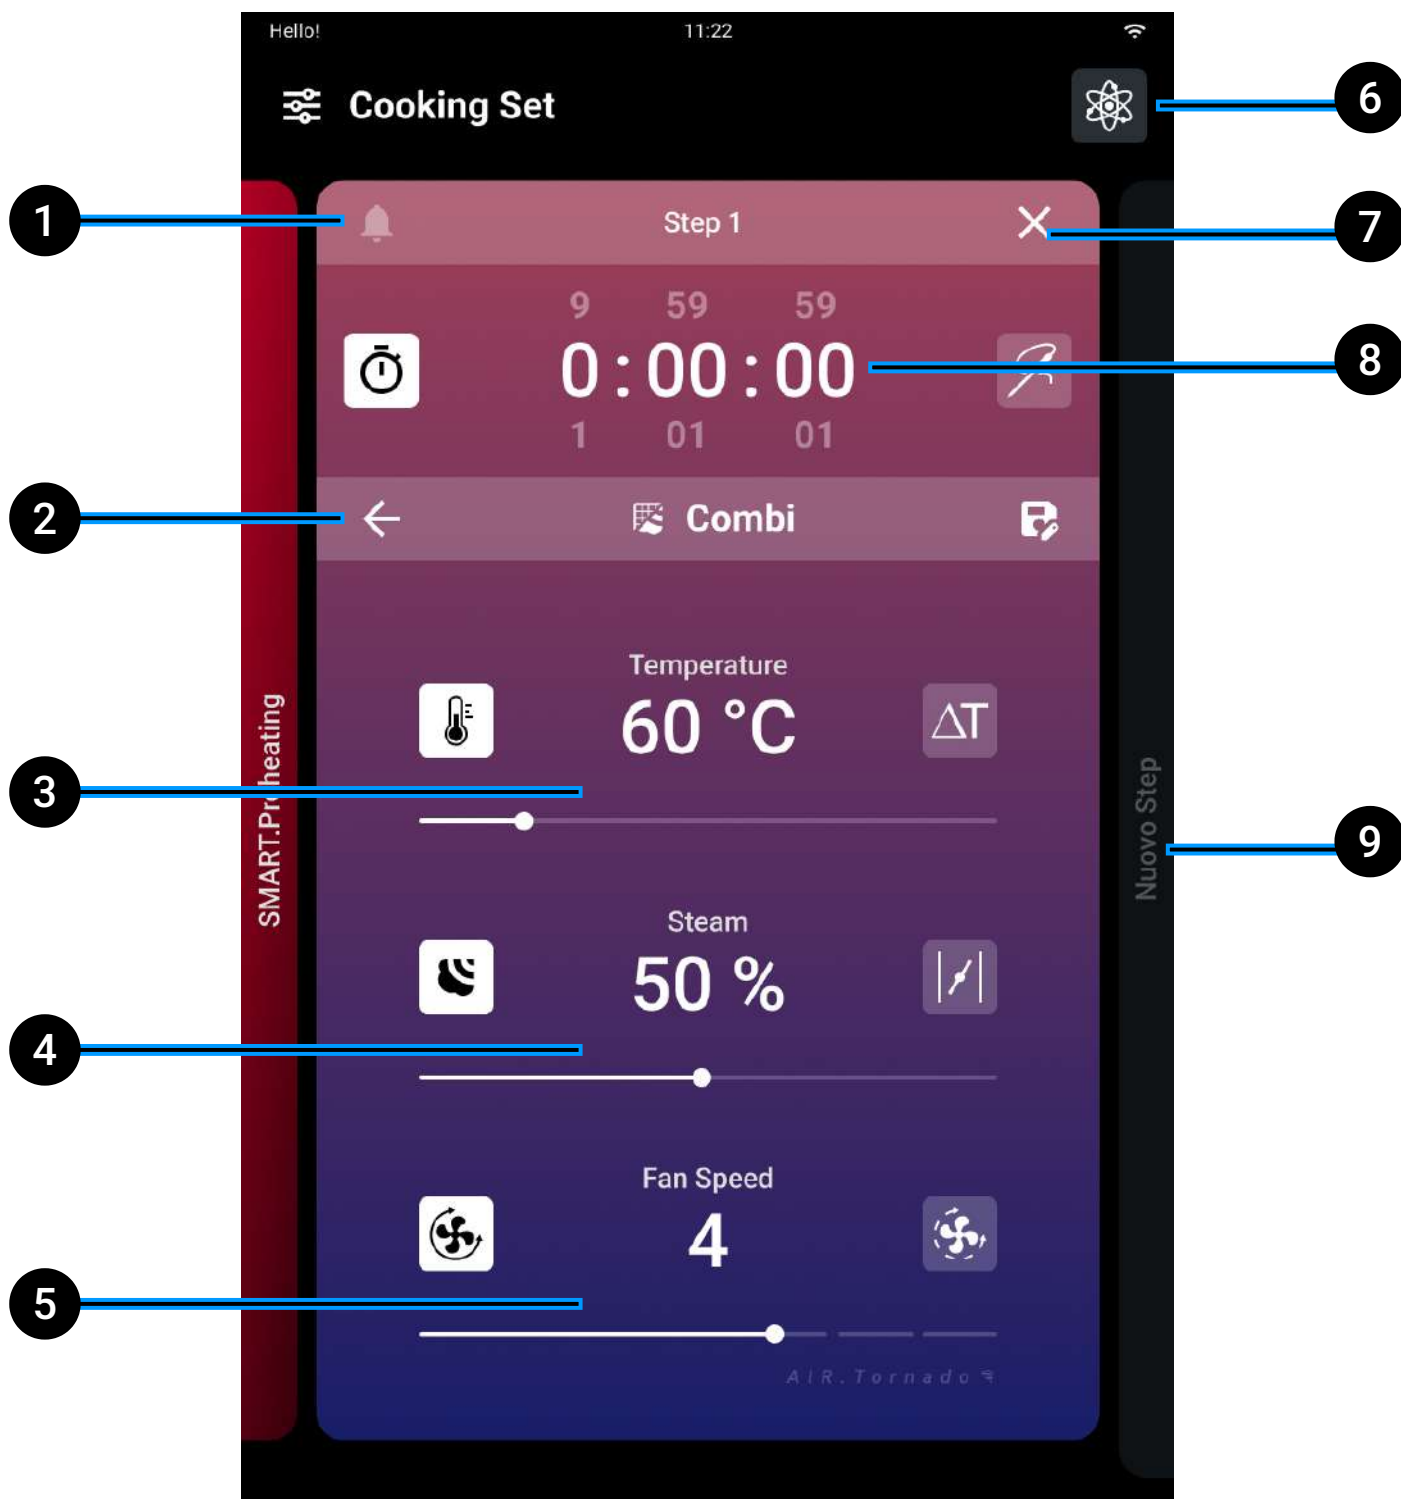 Hello!
11:22
Cooking Set
6
1
Step 1
7
9 59 59
0 : 00 : 00
8
1 01 01
2
Combi
Temperature
60 °C
ΔT
3
SMART.Preheating
Nuovo Step
9
Steam
50 %
4
Fan Speed
4
5
AIR.Tornado